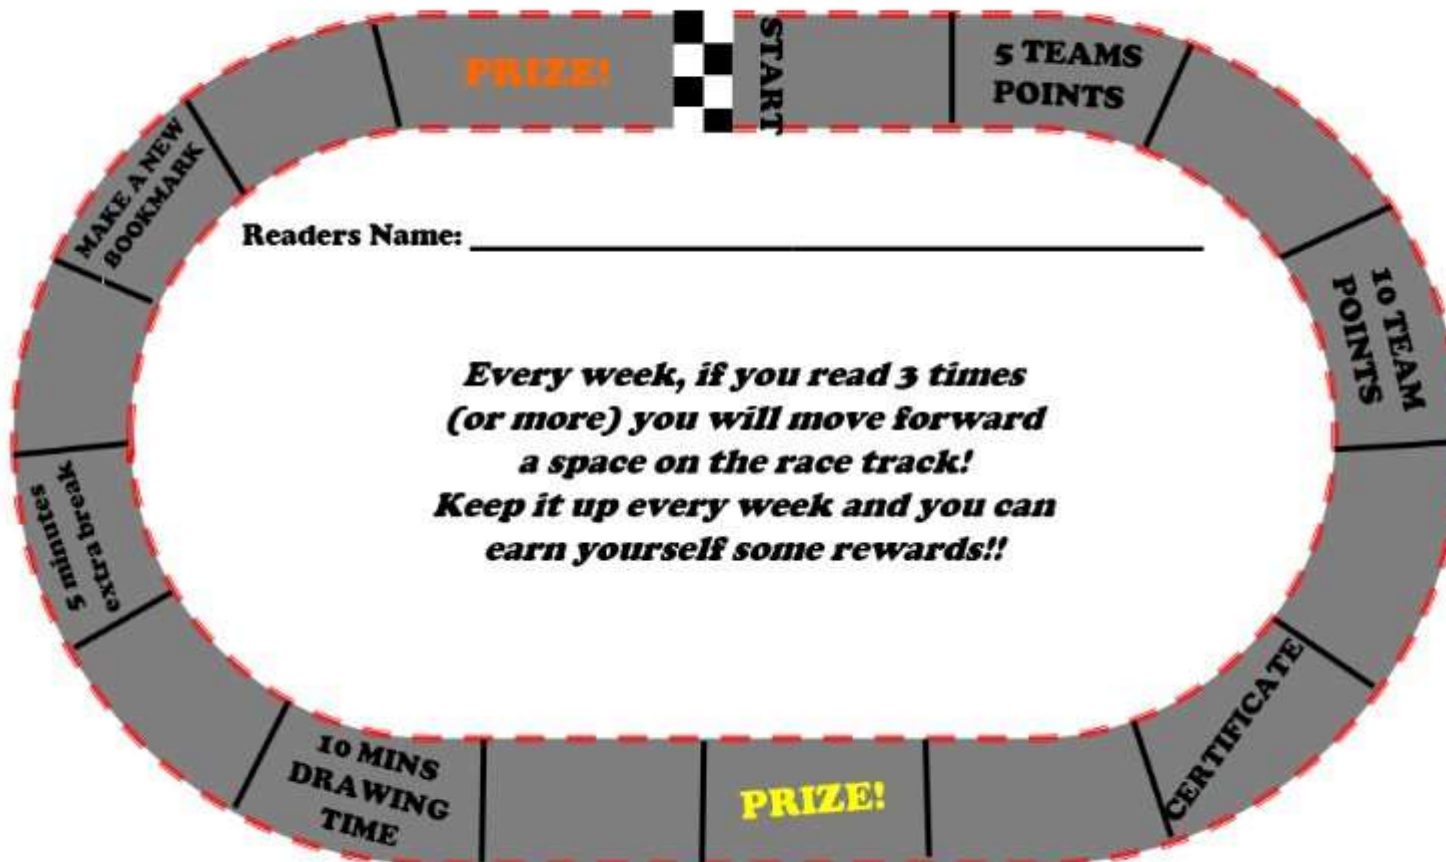 START
5 TEAMS
POINTS
10 TEAM
POINTS
CERTIFICATE
PRIZE!
10 MINS
DRAWING
TIME
5 minutes
extra break
MAKE A NEW
BOOKMARK
PRIZE!
Readers Name:
Every week, if you read 3 times
(or more) you will move forward
a space on the race track!
Keep it up every week and you can
earn yourself some rewards!!